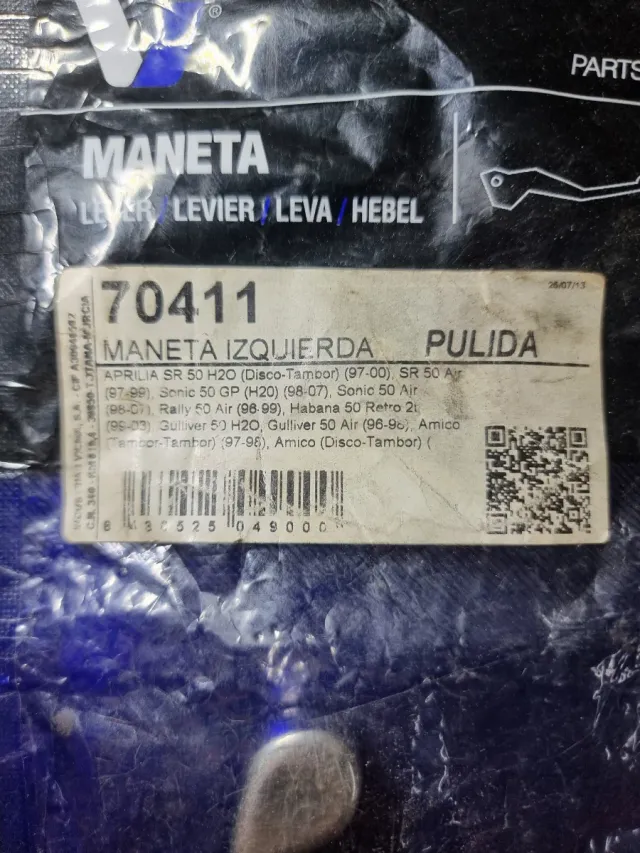 ®
PARTS
MANETA
LEVER / LEVIER / LEVA / HEBEL
70411
26/07/13
MANETA IZQUIERDA PULIDA
APRILIA SR 50 H2O (Disco-Tambor) (97-00), SR 50 Air
(97-99), Sonic 50 GP (H20) (98-07), Sonic 50 Air
(98-07), Rally 50 Air (98-99), Habana 50 Retro 2t
(99-03), Gulliver 50 H2O, Gulliver 50 Air (96-98), Amico
(Tambor-Tambor) (97-98), Amico (Disco-Tambor) (
049000